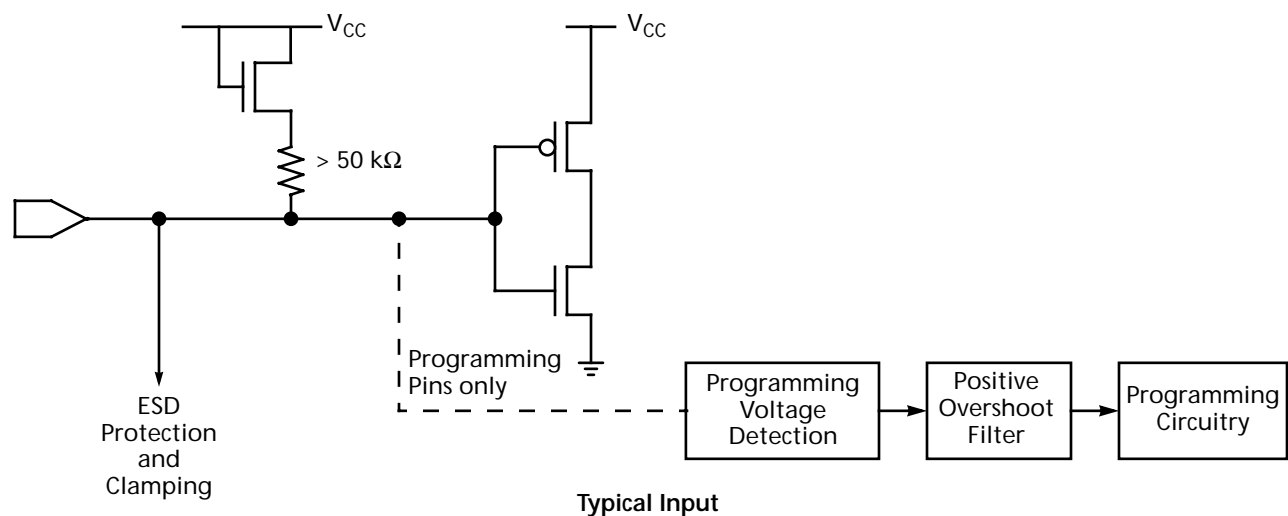 V_CC
V_CC
> 50 kΩ
Programming
Pins only
ESD
Protection
and
Clamping
Programming
Voltage
Detection
Positive
Overshoot
Filter
Programming
Circuitry
Typical Input